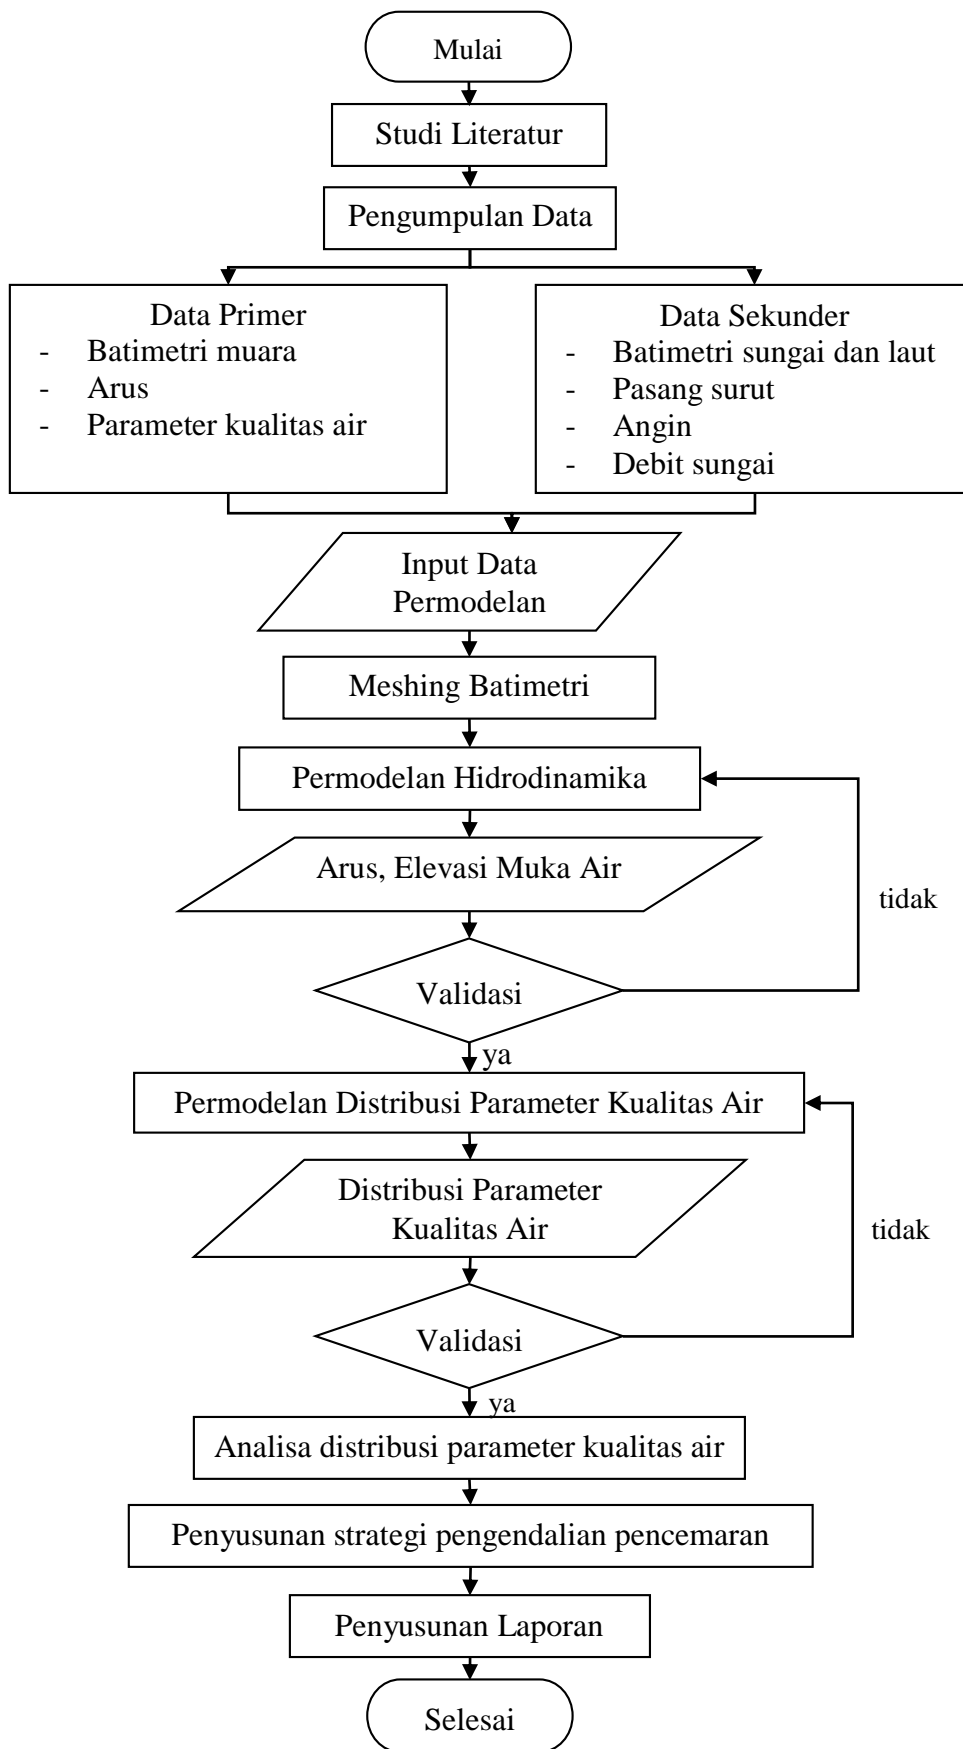 Mulai
Studi Literatur
Pengumpulan Data
Data Primer
- Batimetri muara
- Arus
- Parameter kualitas air
Data Sekunder
- Batimetri sungai dan laut
- Pasang surut
- Angin
- Debit sungai
Input Data
Permodelan
Meshing Batimetri
Permodelan Hidrodinamika
Arus, Elevasi Muka Air
tidak
Validasi
ya
Permodelan Distribusi Parameter Kualitas Air
Distribusi Parameter
Kualitas Air
tidak
Validasi
ya
Analisa distribusi parameter kualitas air
Penyusunan strategi pengendalian pencemaran
Penyusunan Laporan
Selesai